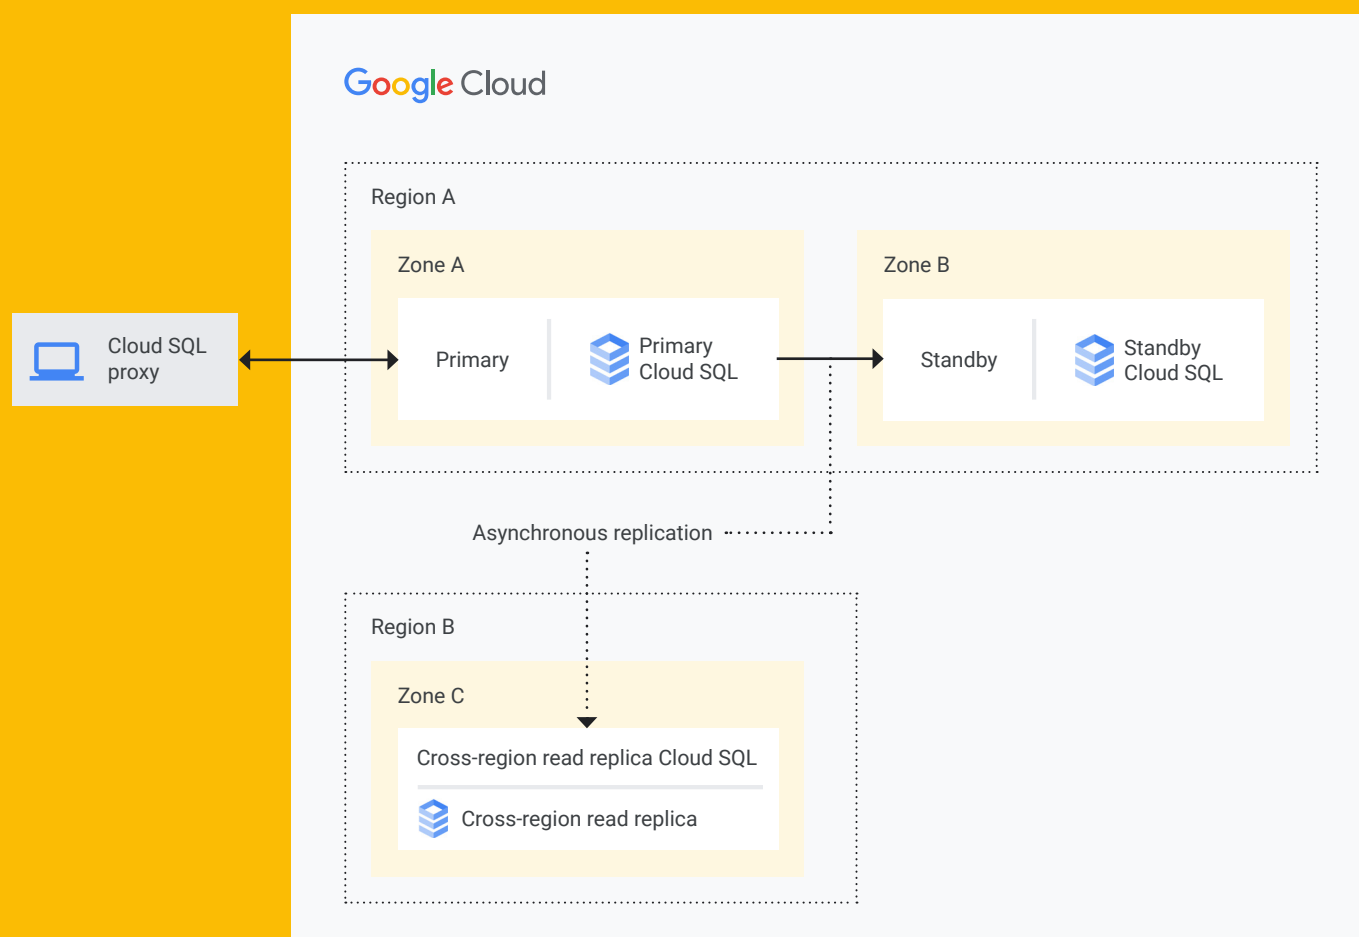 Google Cloud
Region A
Zone A
Zone B
Cloud SQL
proxy
Primary
Primary
Cloud SQL
Standby
Standby
Cloud SQL
Asynchronous replication
Region B
Zone C
Cross-region read replica Cloud SQL
Cross-region read replica